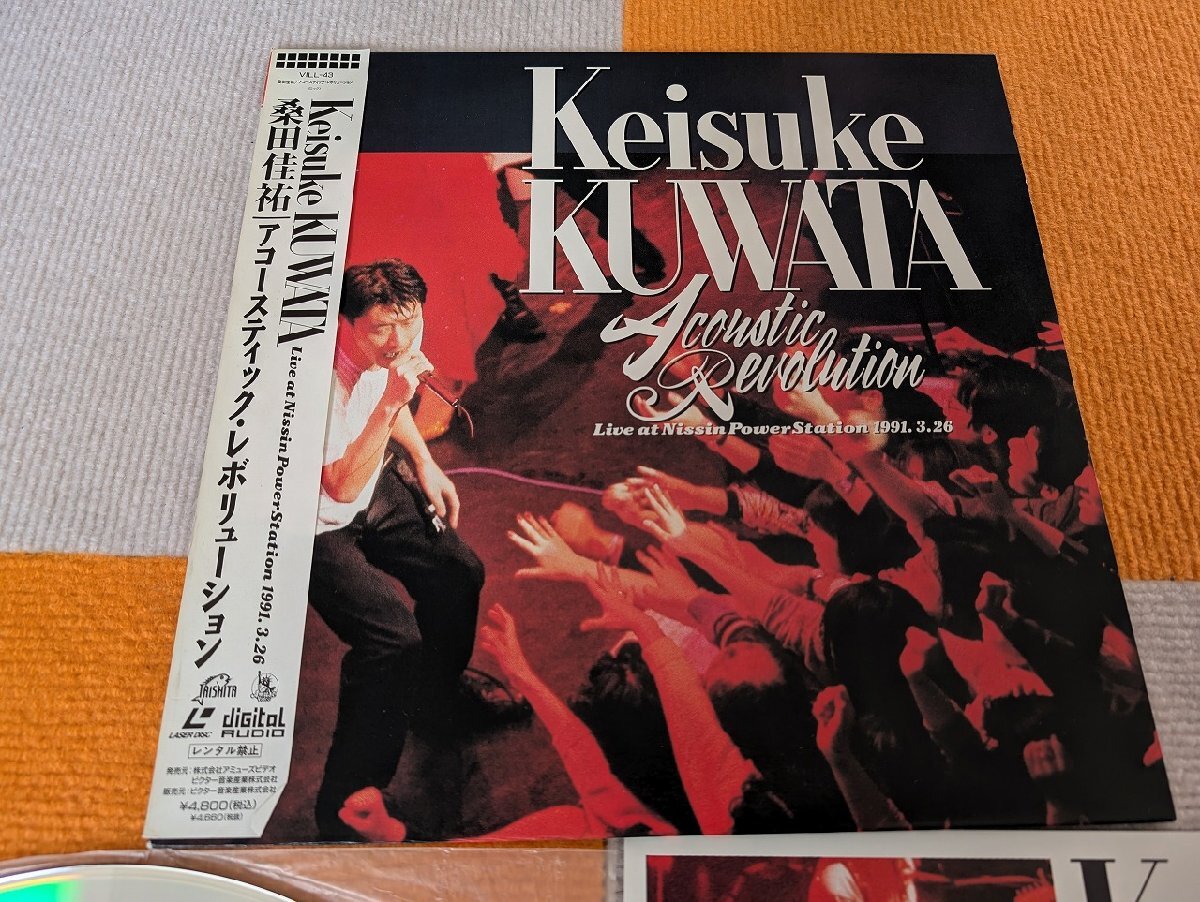 VILL-43
Keisuke KUWATA
Live at Nissin Power Station 1991. 3.26
桑田佳祐｜アコースティック・レボリューション
TAISHITA
LASER DISC
digital
AUDIO
レンタル禁止
発売元：株式会社アミューズビデオ
ビクター音楽産業株式会社
販売元：ビクター音楽産業株式会社
¥4,800(税込)
¥4,660(税抜)
Keisuke
KUWATA
Acoustic
Revolution
Live at Nissin Power Station 1991. 3.26